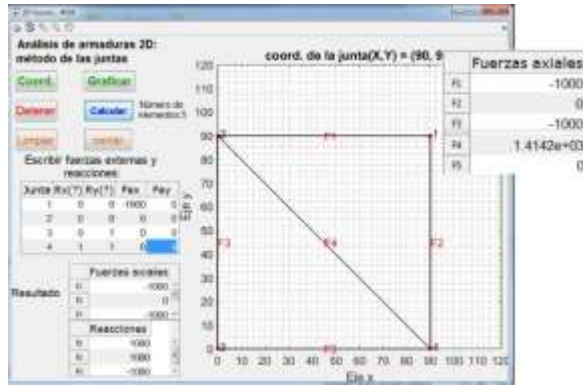 Análisis de armaduras 2D:
método de las juntas
Coord. Graficar
Detener Calcular Número de
elementos:5
Limpiar
Escribir fuerzas externas y
reacciones:
Junta Rx(?) Ry(?) Fex Fey
1 0 0 -1000 0
2 0 0 0 0
3 0 1 0 0
4 1 1 0
Resultado
Fuerzas axiales
-1000
0
-1000
Reacciones
1000
1000
-1000
coord. de la junta(X,Y) = (90, 9
120
110
100
90
80
70
60
50
40
30
20
10
0
Eje y
0 10 20 30 40 50 60 70 80 90 100 110 120
Eje x
F1
F2
F3
F4
F5
Fuerzas axiales
F1 -1000
F2 0
F3 -1000
F4 1.4142e+03
F5 0